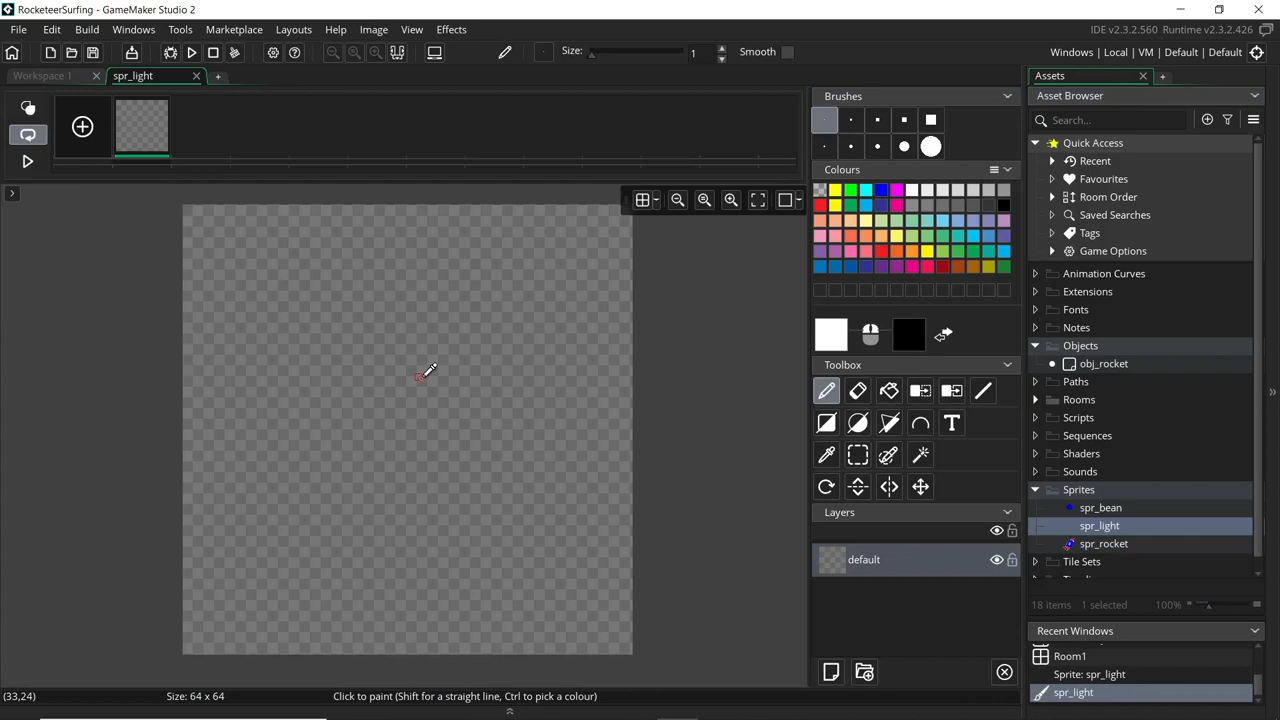 RocketeerSurfing - GameMaker Studio 2
File Edit Build Windows Tools Marketplace Layouts Help Image Effects
IDE v2.3.2.560 Runtime v2.3.2.426
Size: 1 Smooth
Windows | Local | VM | Default | Default
Workspace 1
spr_light
Brushes
Colours
Toolbox
Layers
default
Assets
Asset Browser
Search...
Quick Access
Recent
Favourites
Room Order
Saved Searches
Tags
Game Options
Animation Curves
Extensions
Fonts
Notes
Objects
obj_rocket
Paths
Rooms
Scripts
Sequences
Shaders
Sounds
Sprites
spr_bean
spr_light
spr_rocket
Tile Sets
18 items 1 selected 100%
Recent Windows
Room1
Sprite: spr_light
spr_light
(33,24) Size: 64 x 64 Click to paint (Shift for a straight line, Ctrl to pick a colour)